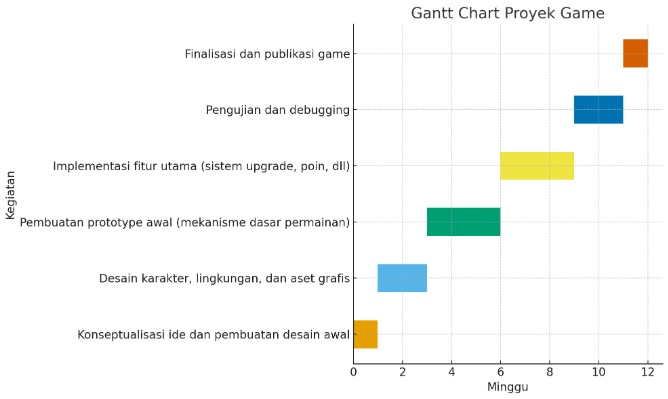 Gantt Chart Proyek Game
Kegiatan
Finalisasi dan publikasi game
Pengujian dan debugging
Implementasi fitur utama (sistem upgrade, poin, dll)
Pembuatan prototype awal (mekanisme dasar permainan)
Desain karakter, lingkungan, dan aset grafis
Konseptualisasi ide dan pembuatan desain awal
0 2 4 6 8 10 12
Minggu